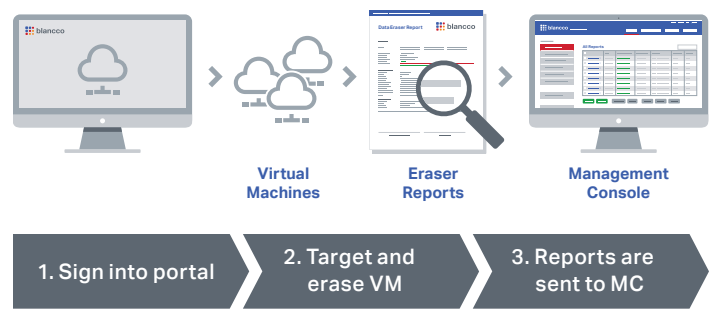 blancco
Data Eraser Report
blancco
blancco
All Reports
Virtual
Machines
Eraser
Reports
Management
Console
1. Sign into portal
2. Target and
erase VM
3. Reports are
sent to MC